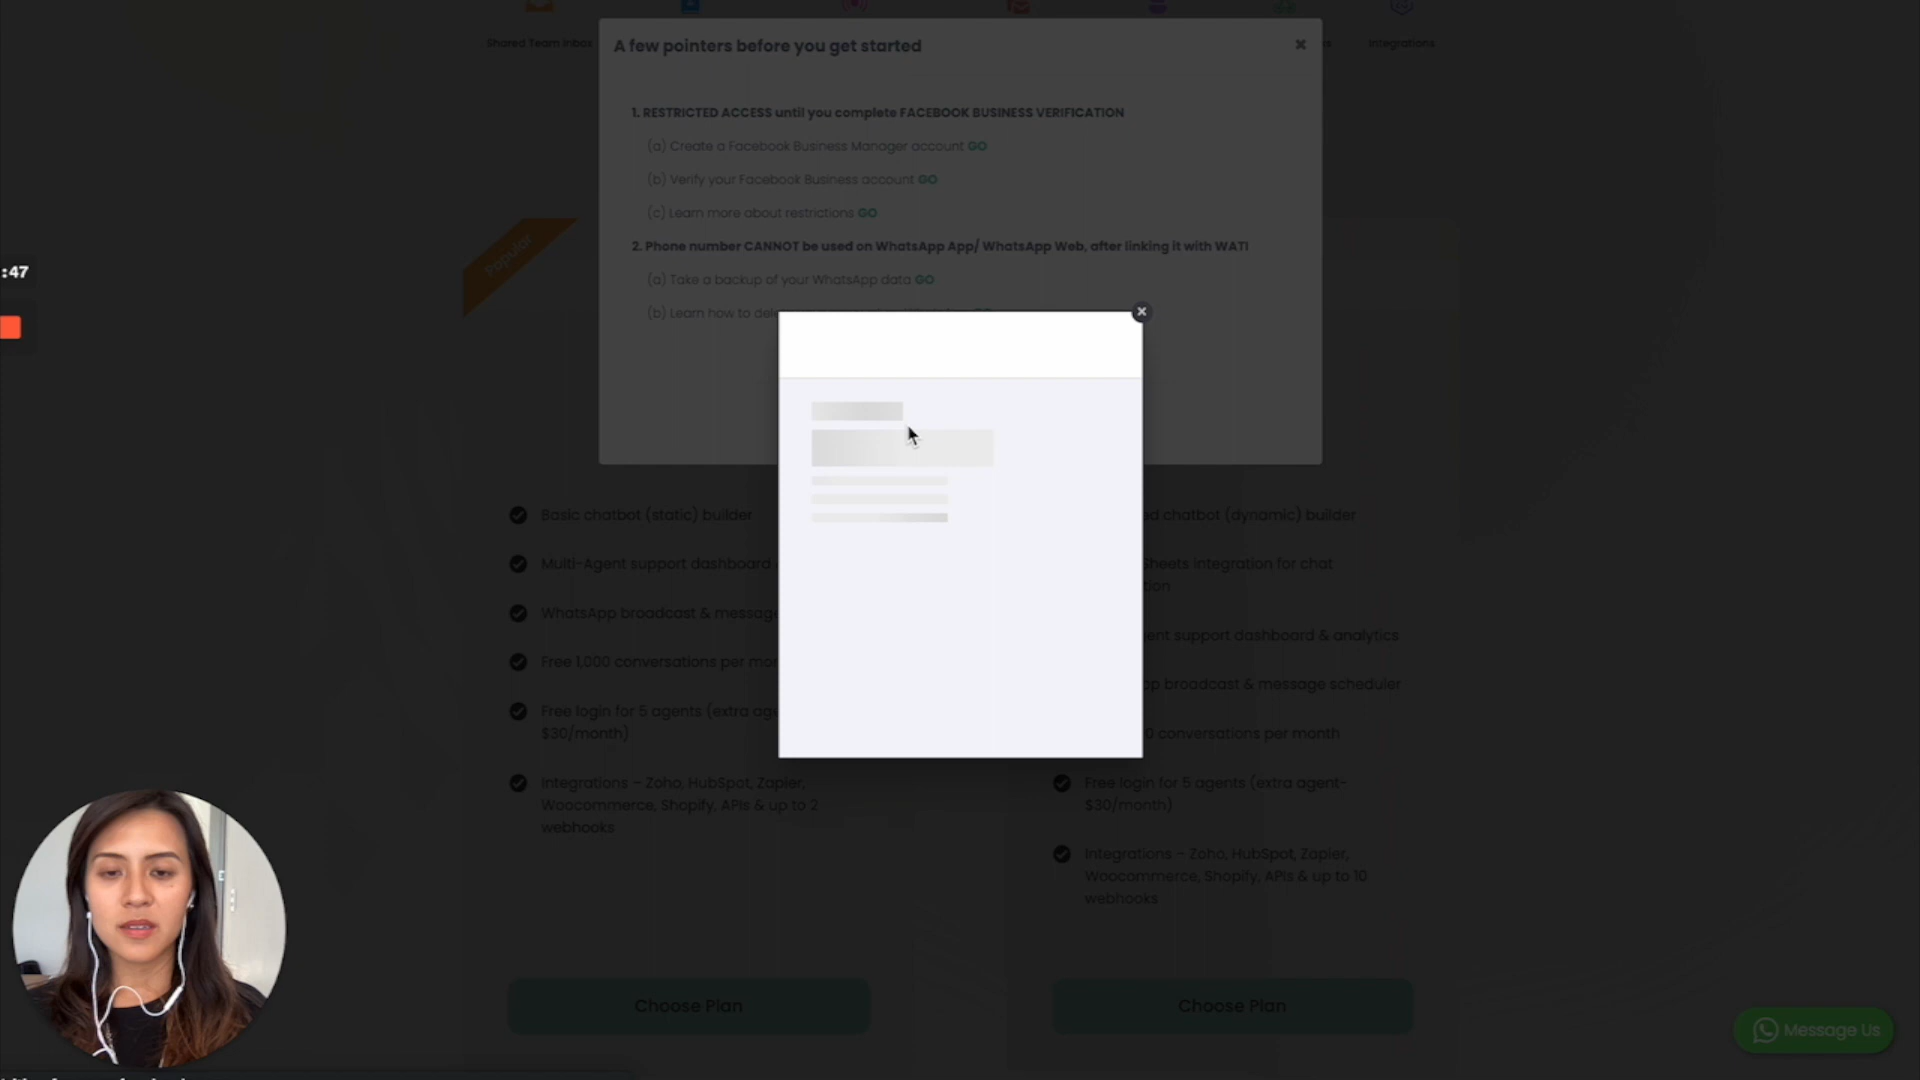 Shared Team Inbox
Integrations
A few pointers before you get started
1. RESTRICTED ACCESS until you complete FACEBOOK BUSINESS VERIFICATION
(a) Create a Facebook Business Manager account GO
(b) Verify your Facebook Business account GO
(c) Learn more about restrictions GO
2. Phone number CANNOT be used on WhatsApp App/ WhatsApp Web, after linking it with WATI
(a) Take a backup of your WhatsApp data GO
(b) Learn how to
:47
Popular
Basic chatbot (static) builder
Multi-Agent support dashboard
WhatsApp broadcast &
Free 1,000 conversations per
Free login for 5 agents (extra
$30/month)
Integrations - Zoho, HubSpot, Zapier,
Woocommerce, Shopify, APIs & up to 2
webhooks
Choose Plan
chatbot (dynamic) builder
integration for chat
support dashboard & analytics
broadcast & message scheduler
conversations per month
Free login for 5 agents (extra agent-
$30/month)
Integrations - Zoho, HubSpot, Zapier,
Woocommerce, Shopify, APIs & up to 10
webhooks
Choose Plan
Message Us